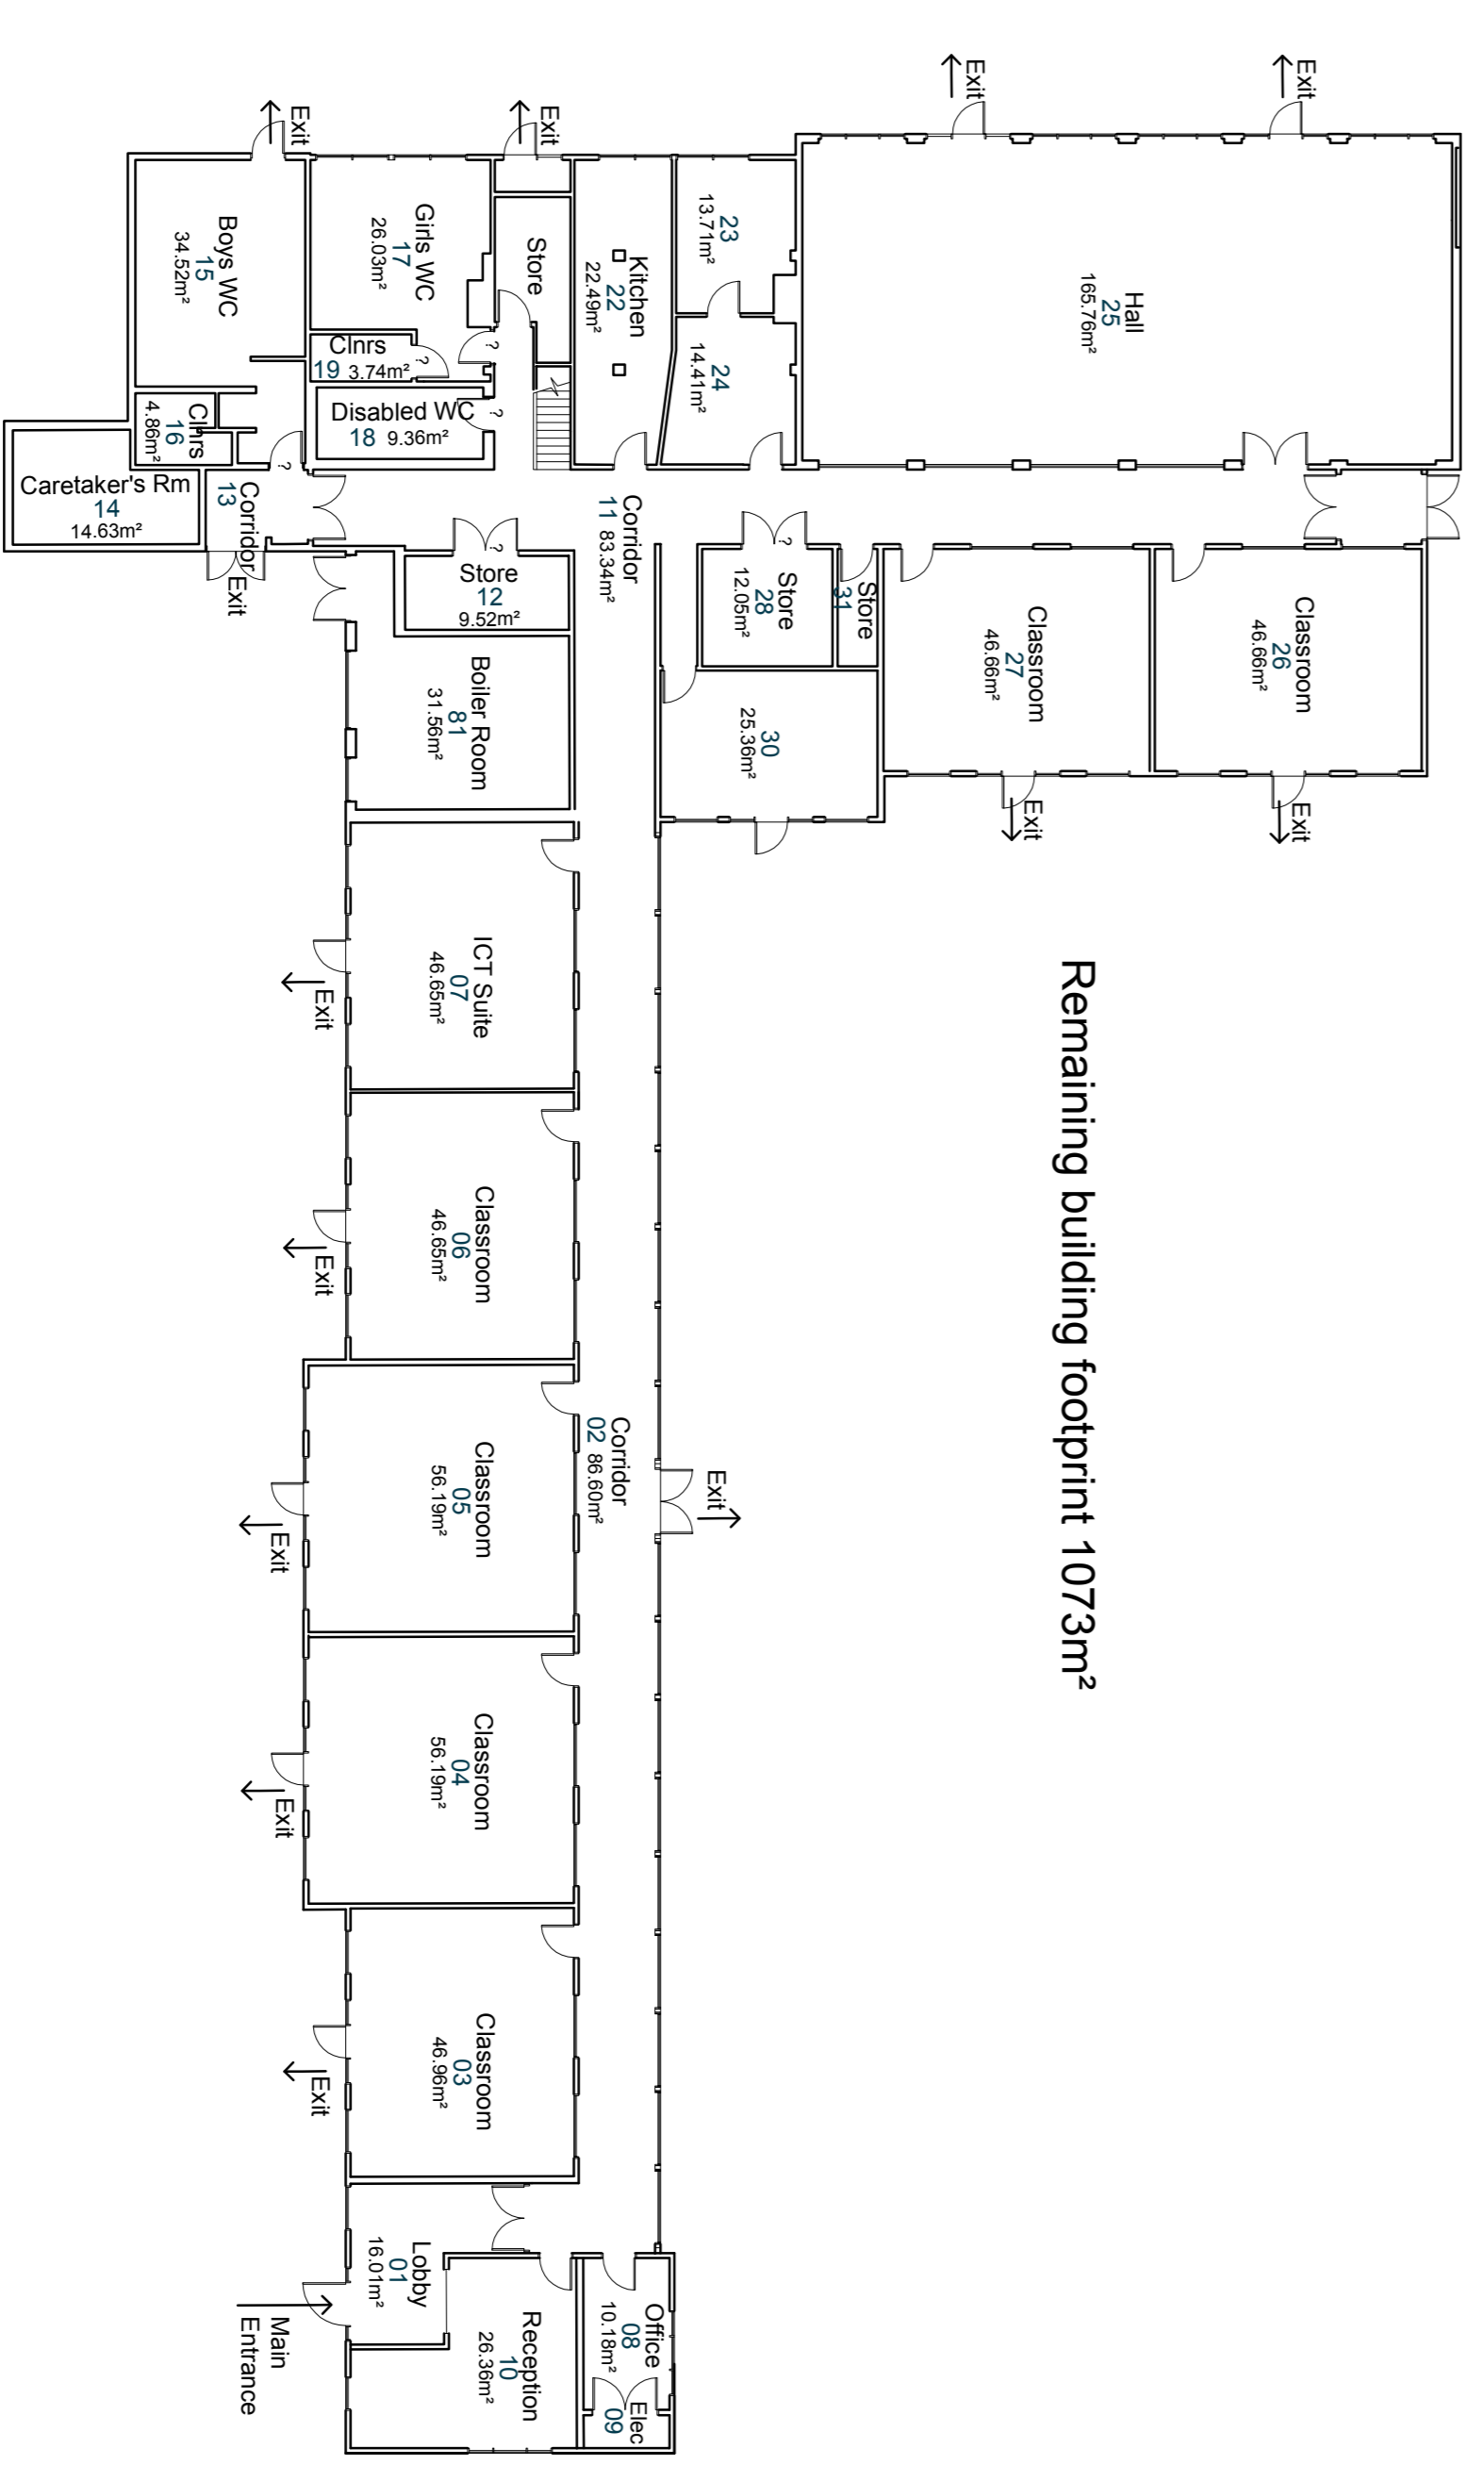 Remaining building footprint 1073m²
Exit
Exit
Exit
Exit
Hall
25
165.76m²
23
13.71m²
24
14.41m²
Kitchen
22
22.49m²
Store
Girls WC
17
26.03m²
Boys WC
15
34.52m²
Clnrs
19 3.74m²
?
?
Disabled WC
18 9.36m²
?
Clnrs
16
4.86m²
?
Caretaker's Rm
14
14.63m²
Corridor
13
Exit
Corridor
11 83.34m²
?
Store
12
9.52m²
?
Store
28
12.05m²
Store
31
Classroom
27
46.66m²
Exit
Classroom
26
46.66m²
Exit
30
25.36m²
Boiler Room
81
31.56m²
ICT Suite
07
46.65m²
Exit
Classroom
06
46.65m²
Exit
Corridor
02 86.60m²
Exit
Classroom
05
56.19m²
Exit
Classroom
04
56.19m²
Exit
Classroom
03
46.96m²
Exit
Lobby
01
16.01m²
Main
Entrance
Reception
10
26.36m²
Office
08
10.18m²
Elec
09